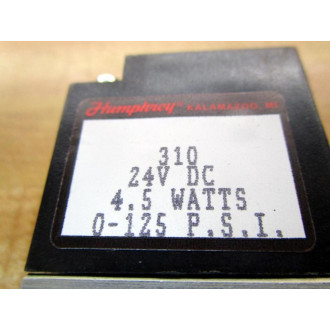 Humphrey KALAMAZOO, MI
310
24V DC
4.5 WATTS
0-125 P.S.I.